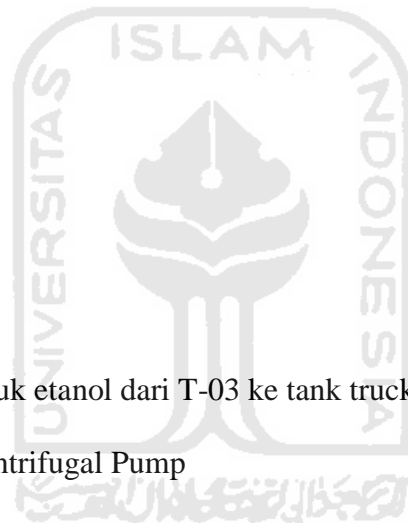 ISLAM
UNIVERSITAS
INDONESIA
uk etanol dari T-03 ke tank truck
ntrifugal Pump